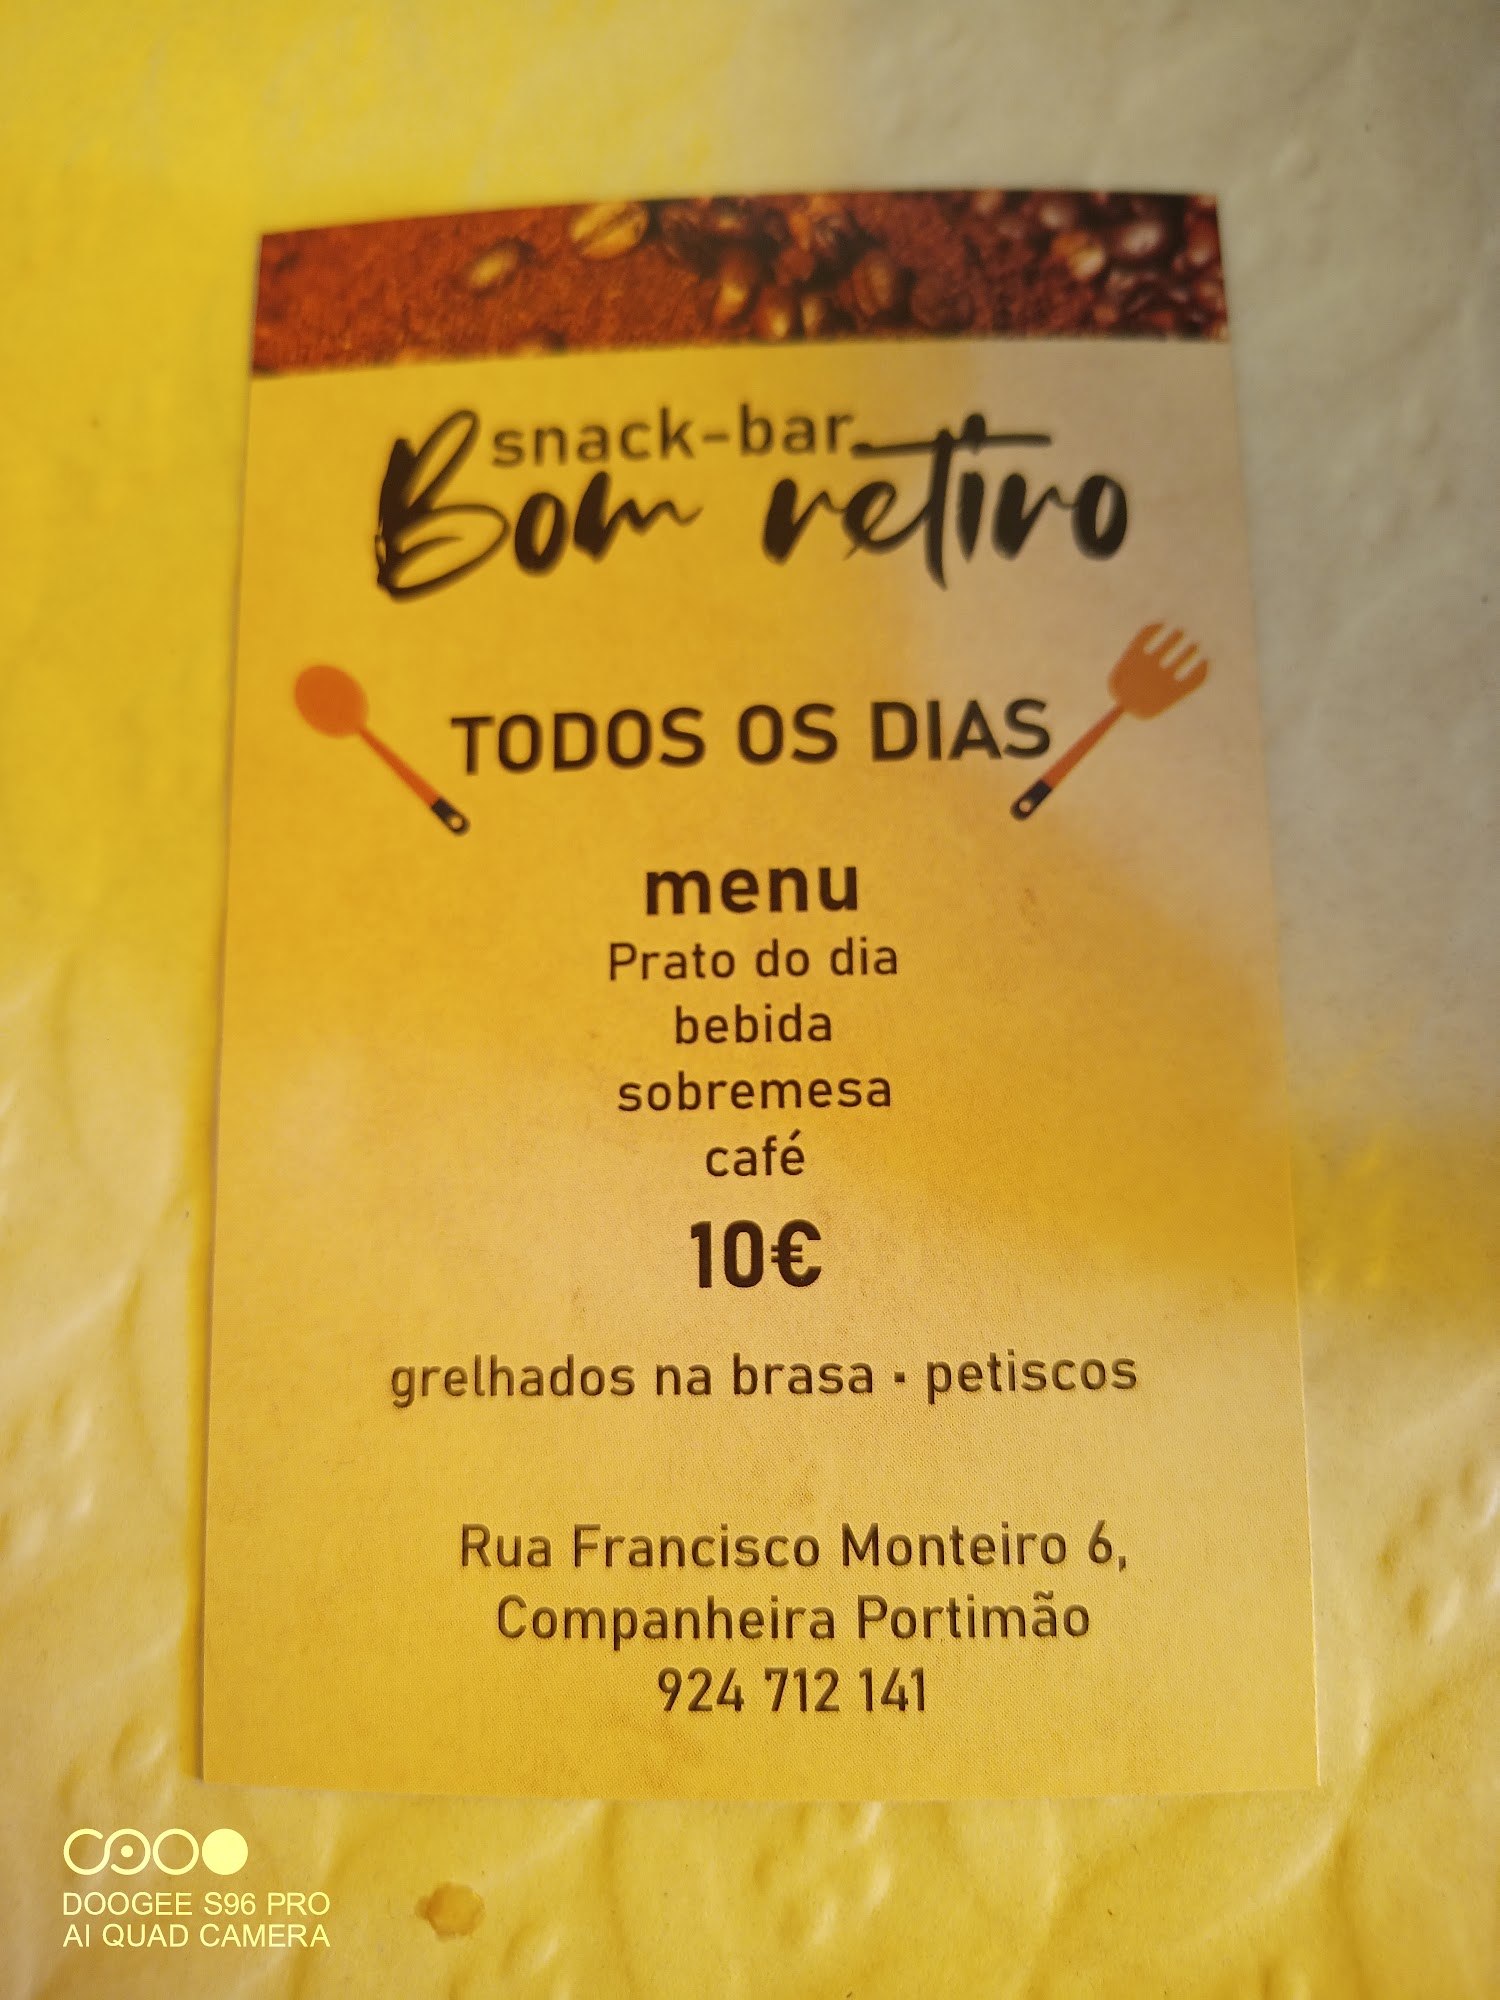 snack-bar
Bom retiro
TODOS OS DIAS
menu
Prato do dia
bebida
sobremesa
café
10€
grelhados na brasa · petiscos
Rua Francisco Monteiro 6,
Companheira Portimão
924 712 141
DOOGEE S96 PRO
AI QUAD CAMERA